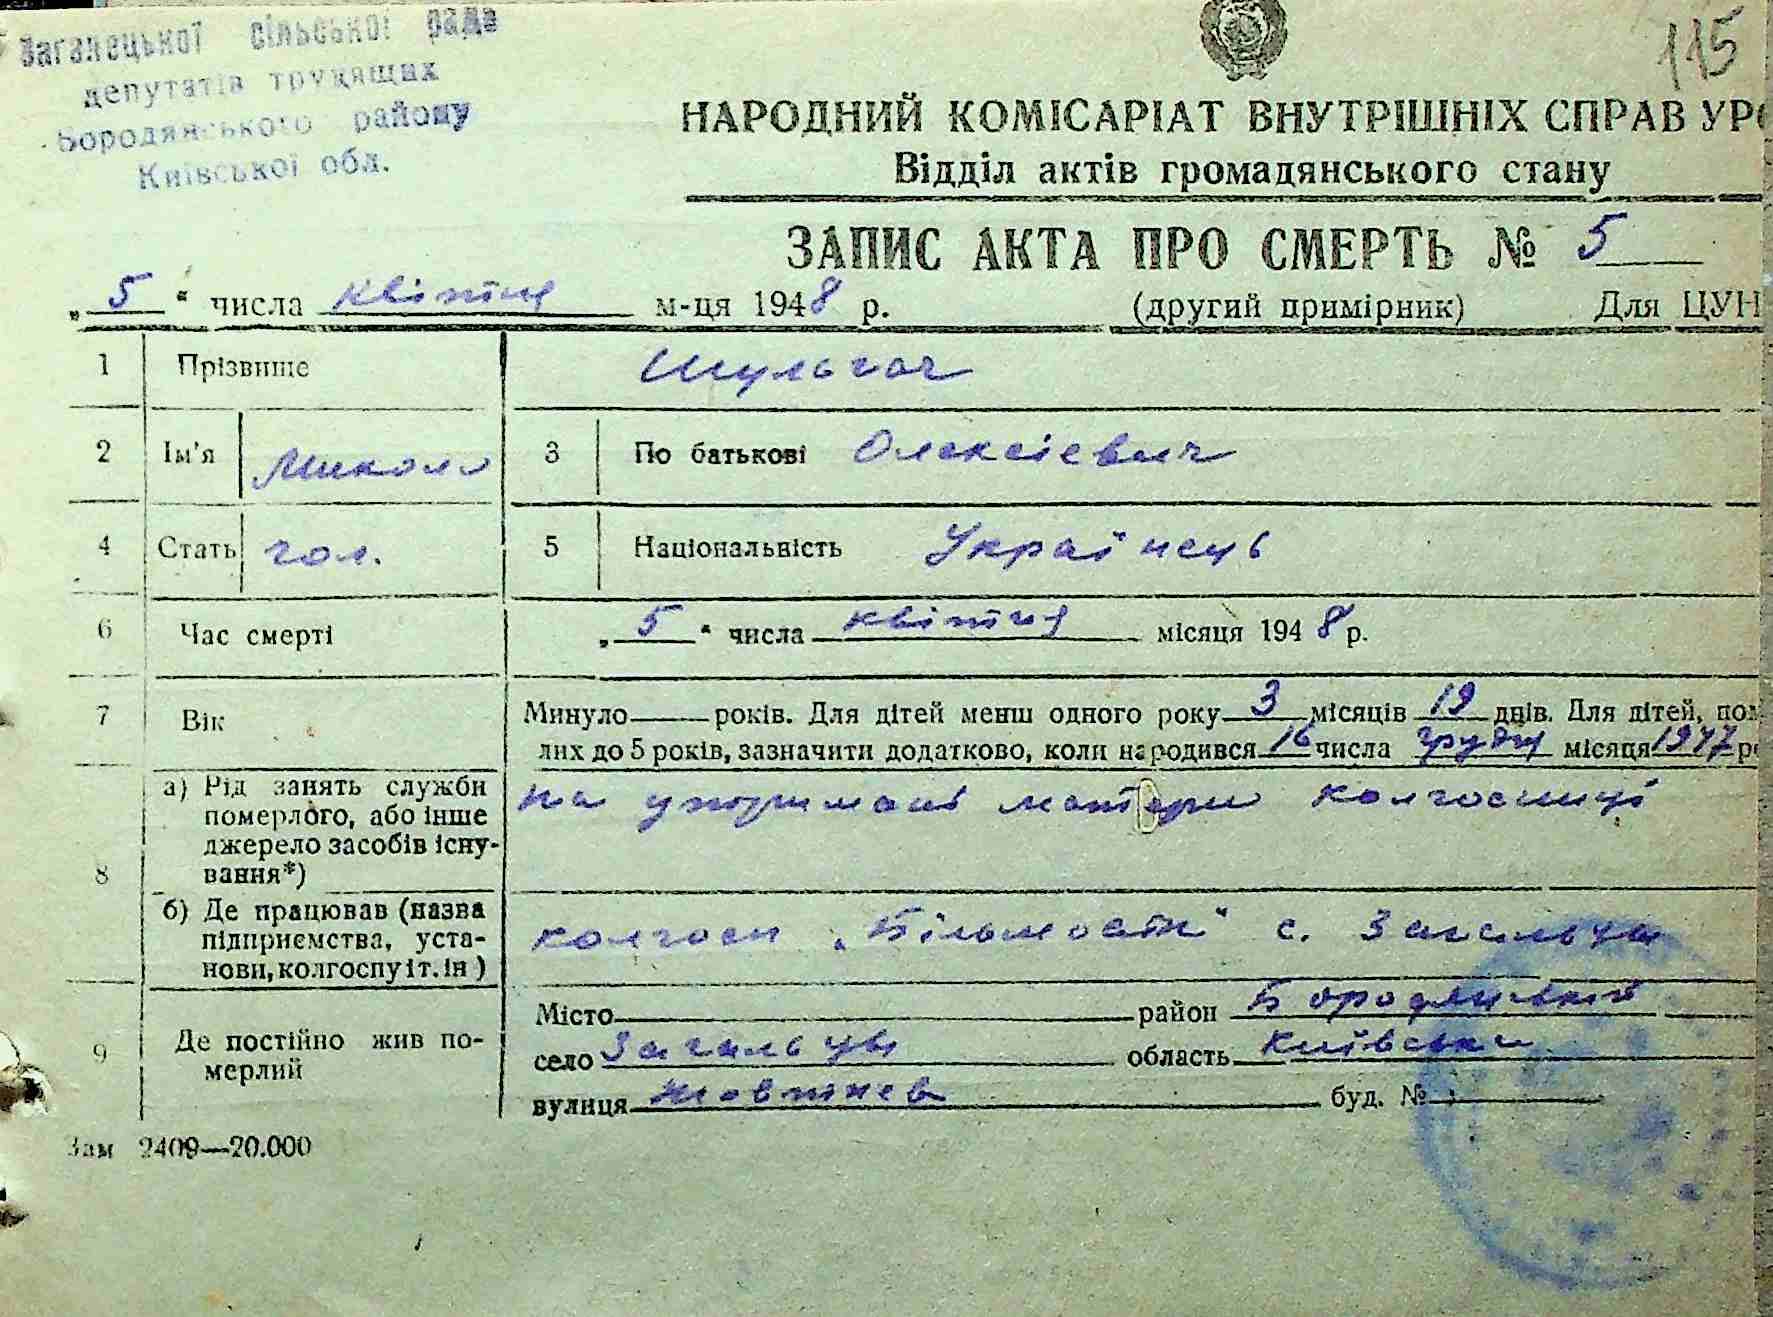 Загалецької сільської ради
депутатів трудящих
Бородянського району
Київської обл.
115
НАРОДНИЙ КОМІСАРІАТ ВНУТРІШНІХ СПРАВ УР
Відділ актів громадянського стану
ЗАПИС АКТА ПРО СМЕРТЬ № 5
„5“ числа квітня м-ця 1948 р. (другий примірник) Для ЦУН
1 Прізвище Шульгач
2 Ім'я Микола 3 По батькові Олексієвич
4 Стать чол. 5 Національність Українець
6 Час смерті „5“ числа квітня місяця 1948 р.
7 Вік Минуло — років. Для дітей менш одного року 3 місяців 19 днів. Для дітей, пом
лих до 5 років, зазначити додатково, коли народився 16 числа грудня місяця 1947 р
8 а) Рід занять служби померлого, або інше джерело засобів існування*) на утриманні матери колгоспниці
б) Де працював (назва підприємства, установи, колгоспу і т. ін) колгосп „Більшовик" с. Загальці
9 Де постійно жив померлий
Місто район Бородянський
село Загальці область Київська
вулиця Жовтнева буд. №
Зам 2409—20.000